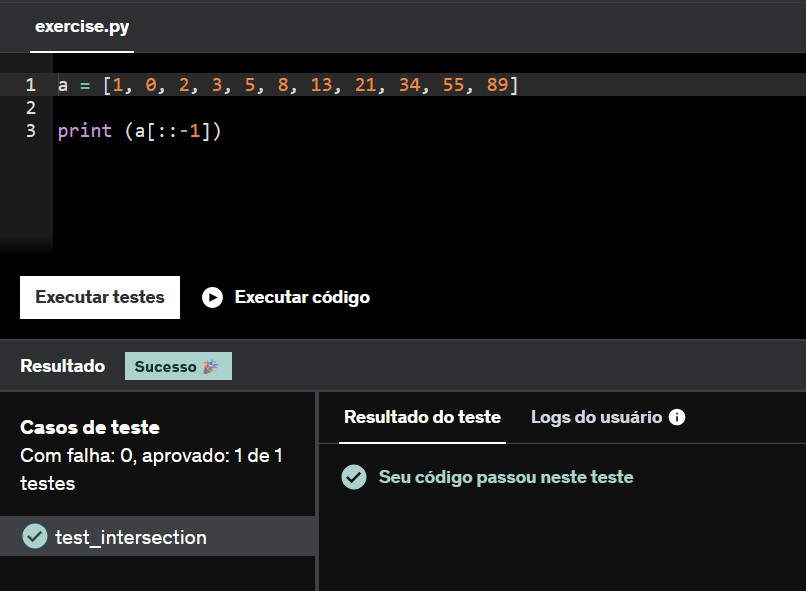 exercise.py
1 a = [1, 0, 2, 3, 5, 8, 13, 21, 34, 55, 89]
2
3 print (a[::-1])
Executar testes Executar código
Resultado Sucesso 🎉
Casos de teste
Com falha: 0, aprovado: 1 de 1
testes
test_intersection
Resultado do teste Logs do usuário
Seu código passou neste teste